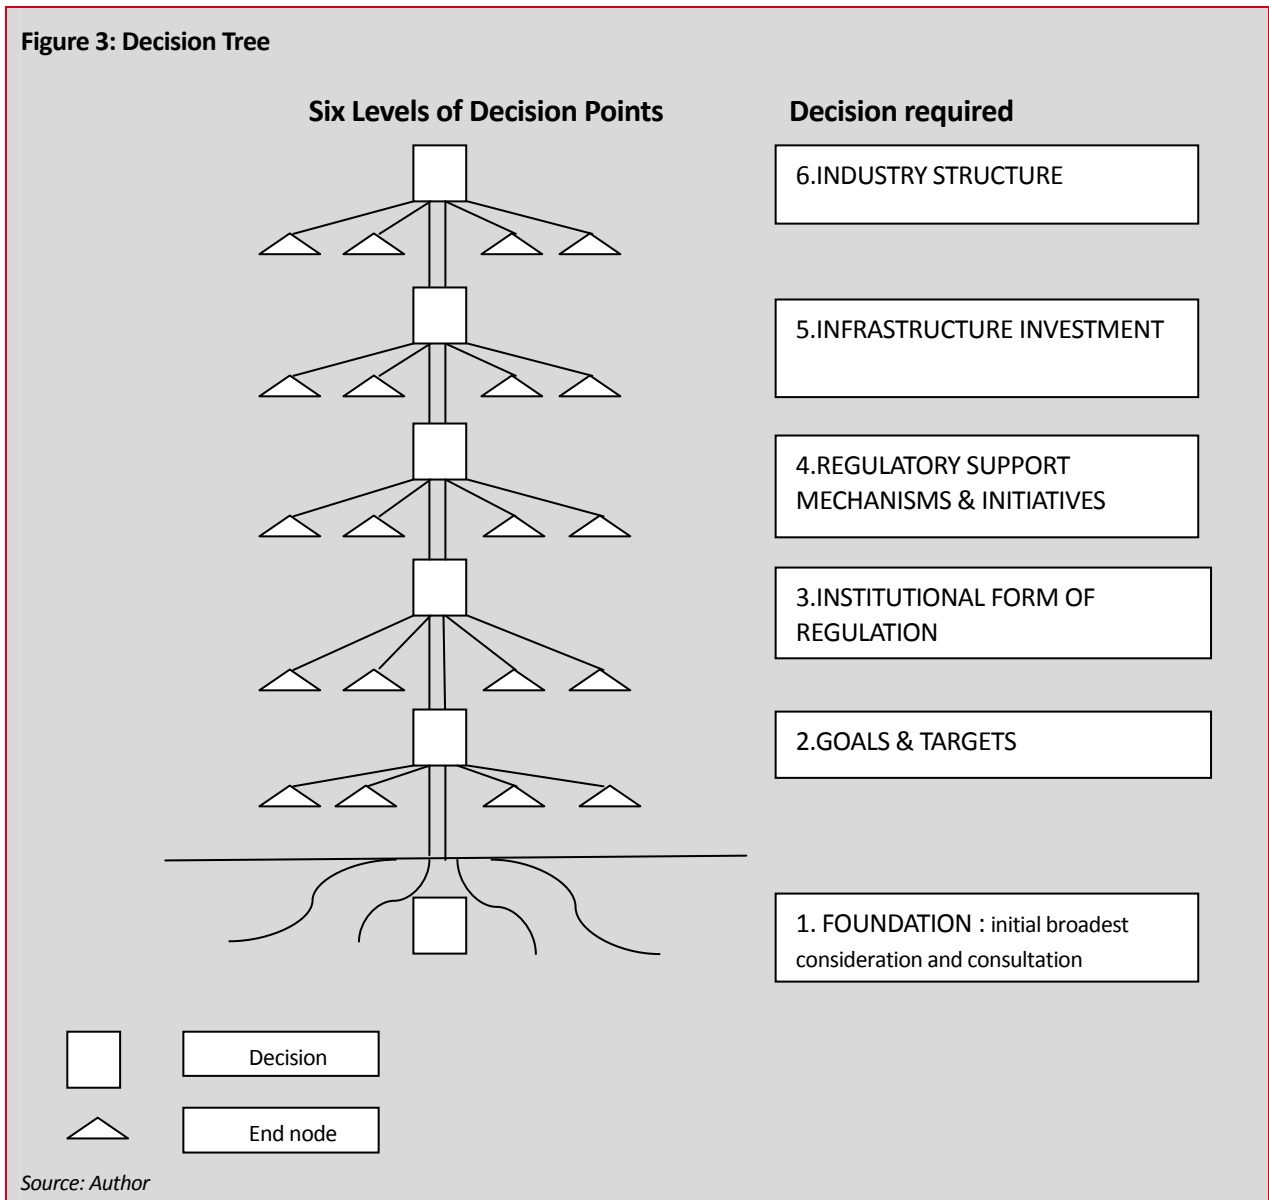 Figure 3: Decision Tree
Six Levels of Decision Points
Decision required
6.INDUSTRY STRUCTURE
5.INFRASTRUCTURE INVESTMENT
4.REGULATORY SUPPORT
MECHANISMS & INITIATIVES
3.INSTITUTIONAL FORM OF
REGULATION
2.GOALS & TARGETS
1. FOUNDATION : initial broadest
consideration and consultation
Decision
End node
Source: Author